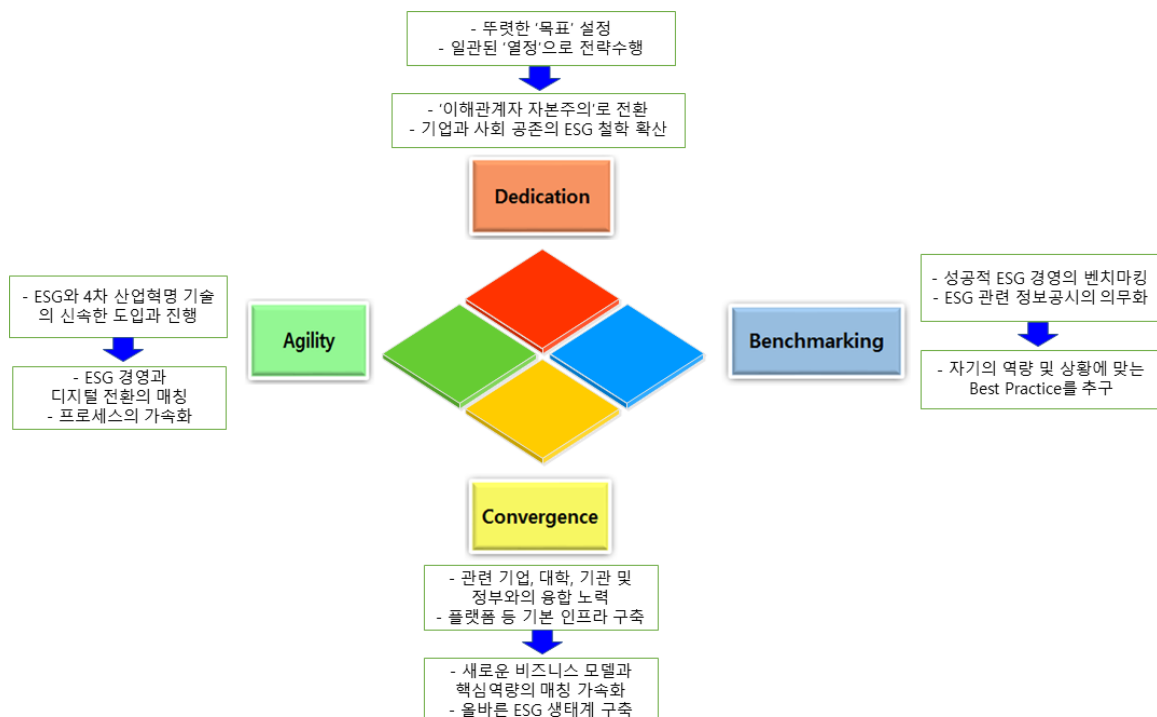 - 뚜렷한 '목표' 설정
- 일관된 '열정'으로 전략수행
- '이해관계자 자본주의'로 전환
- 기업과 사회 공존의 ESG 철학 확산
Dedication
- ESG와 4차 산업혁명 기술
의 신속한 도입과 진행
- ESG 경영과
디지털 전환의 매칭
- 프로세스의 가속화
Agility
Benchmarking
- 성공적 ESG 경영의 벤치마킹
- ESG 관련 정보공시의 의무화
- 자기의 역량 및 상황에 맞는
Best Practice를 추구
Convergence
- 관련 기업, 대학, 기관 및
정부와의 융합 노력
- 플랫폼 등 기본 인프라 구축
- 새로운 비즈니스 모델과
핵심역량의 매칭 가속화
- 올바른 ESG 생태계 구축